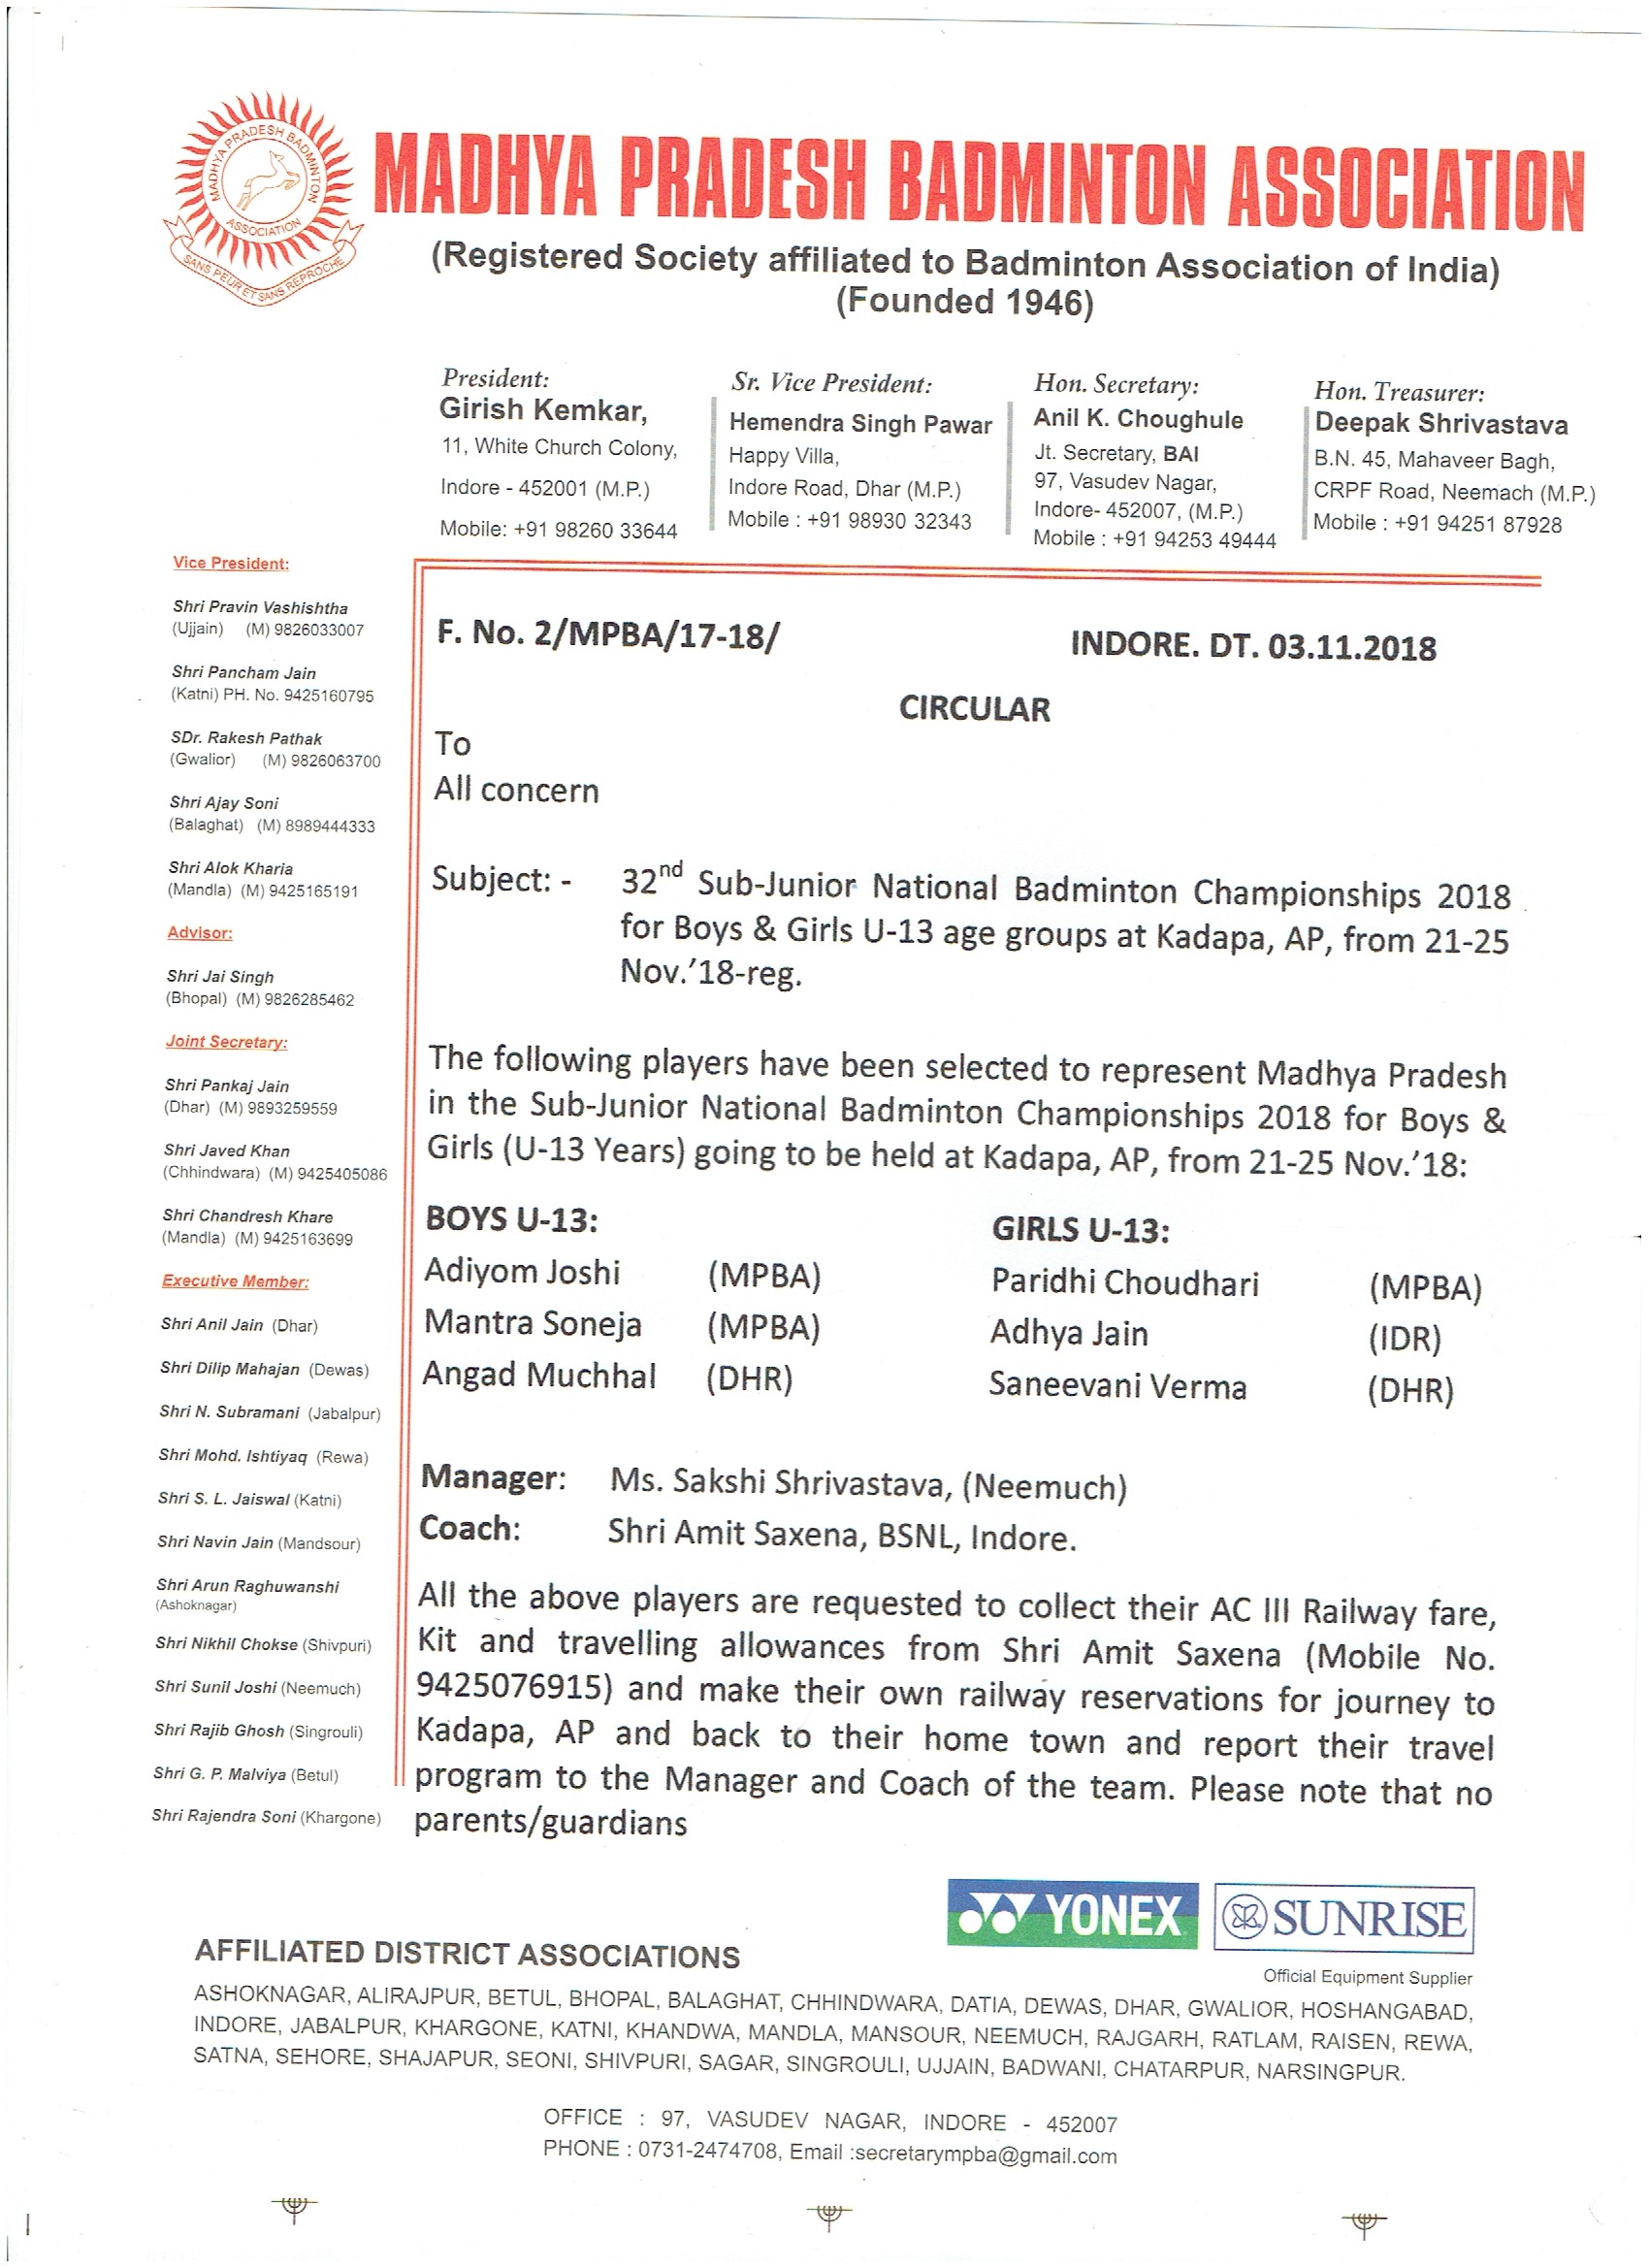 MADHYA PRADESH BADMINTON
ASSOCIATION
SANS PEUR ET SANS REPROCHE
MADHYA PRADESH BADMINTON ASSOCIATION
(Registered Society affiliated to Badminton Association of India)
(Founded 1946)
President:
Girish Kemkar,
11, White Church Colony,
Indore - 452001 (M.P.)
Mobile: +91 98260 33644
Sr. Vice President:
Hemendra Singh Pawar
Happy Villa,
Indore Road, Dhar (M.P.)
Mobile : +91 98930 32343
Hon. Secretary:
Anil K. Choughule
Jt. Secretary, BAI
97, Vasudev Nagar,
Indore- 452007, (M.P.)
Mobile : +91 94253 49444
Hon. Treasurer:
Deepak Shrivastava
B.N. 45, Mahaveer Bagh,
CRPF Road, Neemach (M.P.)
Mobile : +91 94251 87928
Vice President:
Shri Pravin Vashishtha
(Ujjain) (M) 9826033007
Shri Pancham Jain
(Katni) PH. No. 9425160795
SDr. Rakesh Pathak
(Gwalior) (M) 9826063700
Shri Ajay Soni
(Balaghat) (M) 8989444333
Shri Alok Kharia
(Mandla) (M) 9425165191
Advisor:
Shri Jai Singh
(Bhopal) (M) 9826285462
Joint Secretary:
Shri Pankaj Jain
(Dhar) (M) 9893259559
Shri Javed Khan
(Chhindwara) (M) 9425405086
Shri Chandresh Khare
(Mandla) (M) 9425163699
Executive Member:
Shri Anil Jain (Dhar)
Shri Dilip Mahajan (Dewas)
Shri N. Subramani (Jabalpur)
Shri Mohd. Ishtiyaq (Rewa)
Shri S. L. Jaiswal (Katni)
Shri Navin Jain (Mandsour)
Shri Arun Raghuwanshi
(Ashoknagar)
Shri Nikhil Chokse (Shivpuri)
Shri Sunil Joshi (Neemuch)
Shri Rajib Ghosh (Singrouli)
Shri G. P. Malviya (Betul)
Shri Rajendra Soni (Khargone)
F. No. 2/MPBA/17-18/ INDORE. DT. 03.11.2018
CIRCULAR
To
All concern
Subject: - 32nd Sub-Junior National Badminton Championships 2018
for Boys & Girls U-13 age groups at Kadapa, AP, from 21-25
Nov.’18-reg.
The following players have been selected to represent Madhya Pradesh
in the Sub-Junior National Badminton Championships 2018 for Boys &
Girls (U-13 Years) going to be held at Kadapa, AP, from 21-25 Nov.’18:
BOYS U-13: GIRLS U-13:
Adiyom Joshi (MPBA) Paridhi Choudhari (MPBA)
Mantra Soneja (MPBA) Adhya Jain (IDR)
Angad Muchhal (DHR) Saneevani Verma (DHR)
Manager: Ms. Sakshi Shrivastava, (Neemuch)
Coach: Shri Amit Saxena, BSNL, Indore.
All the above players are requested to collect their AC III Railway fare,
Kit and travelling allowances from Shri Amit Saxena (Mobile No.
9425076915) and make their own railway reservations for journey to
Kadapa, AP and back to their home town and report their travel
program to the Manager and Coach of the team. Please note that no
parents/guardians
YONEX SUNRISE
Official Equipment Supplier
AFFILIATED DISTRICT ASSOCIATIONS
ASHOKNAGAR, ALIRAJPUR, BETUL, BHOPAL, BALAGHAT, CHHINDWARA, DATIA, DEWAS, DHAR, GWALIOR, HOSHANGABAD,
INDORE, JABALPUR, KHARGONE, KATNI, KHANDWA, MANDLA, MANSOUR, NEEMUCH, RAJGARH, RATLAM, RAISEN, REWA,
SATNA, SEHORE, SHAJAPUR, SEONI, SHIVPURI, SAGAR, SINGROULI, UJJAIN, BADWANI, CHATARPUR, NARSINGPUR.
OFFICE : 97, VASUDEV NAGAR, INDORE - 452007
PHONE : 0731-2474708, Email :secretarympba@gmail.com